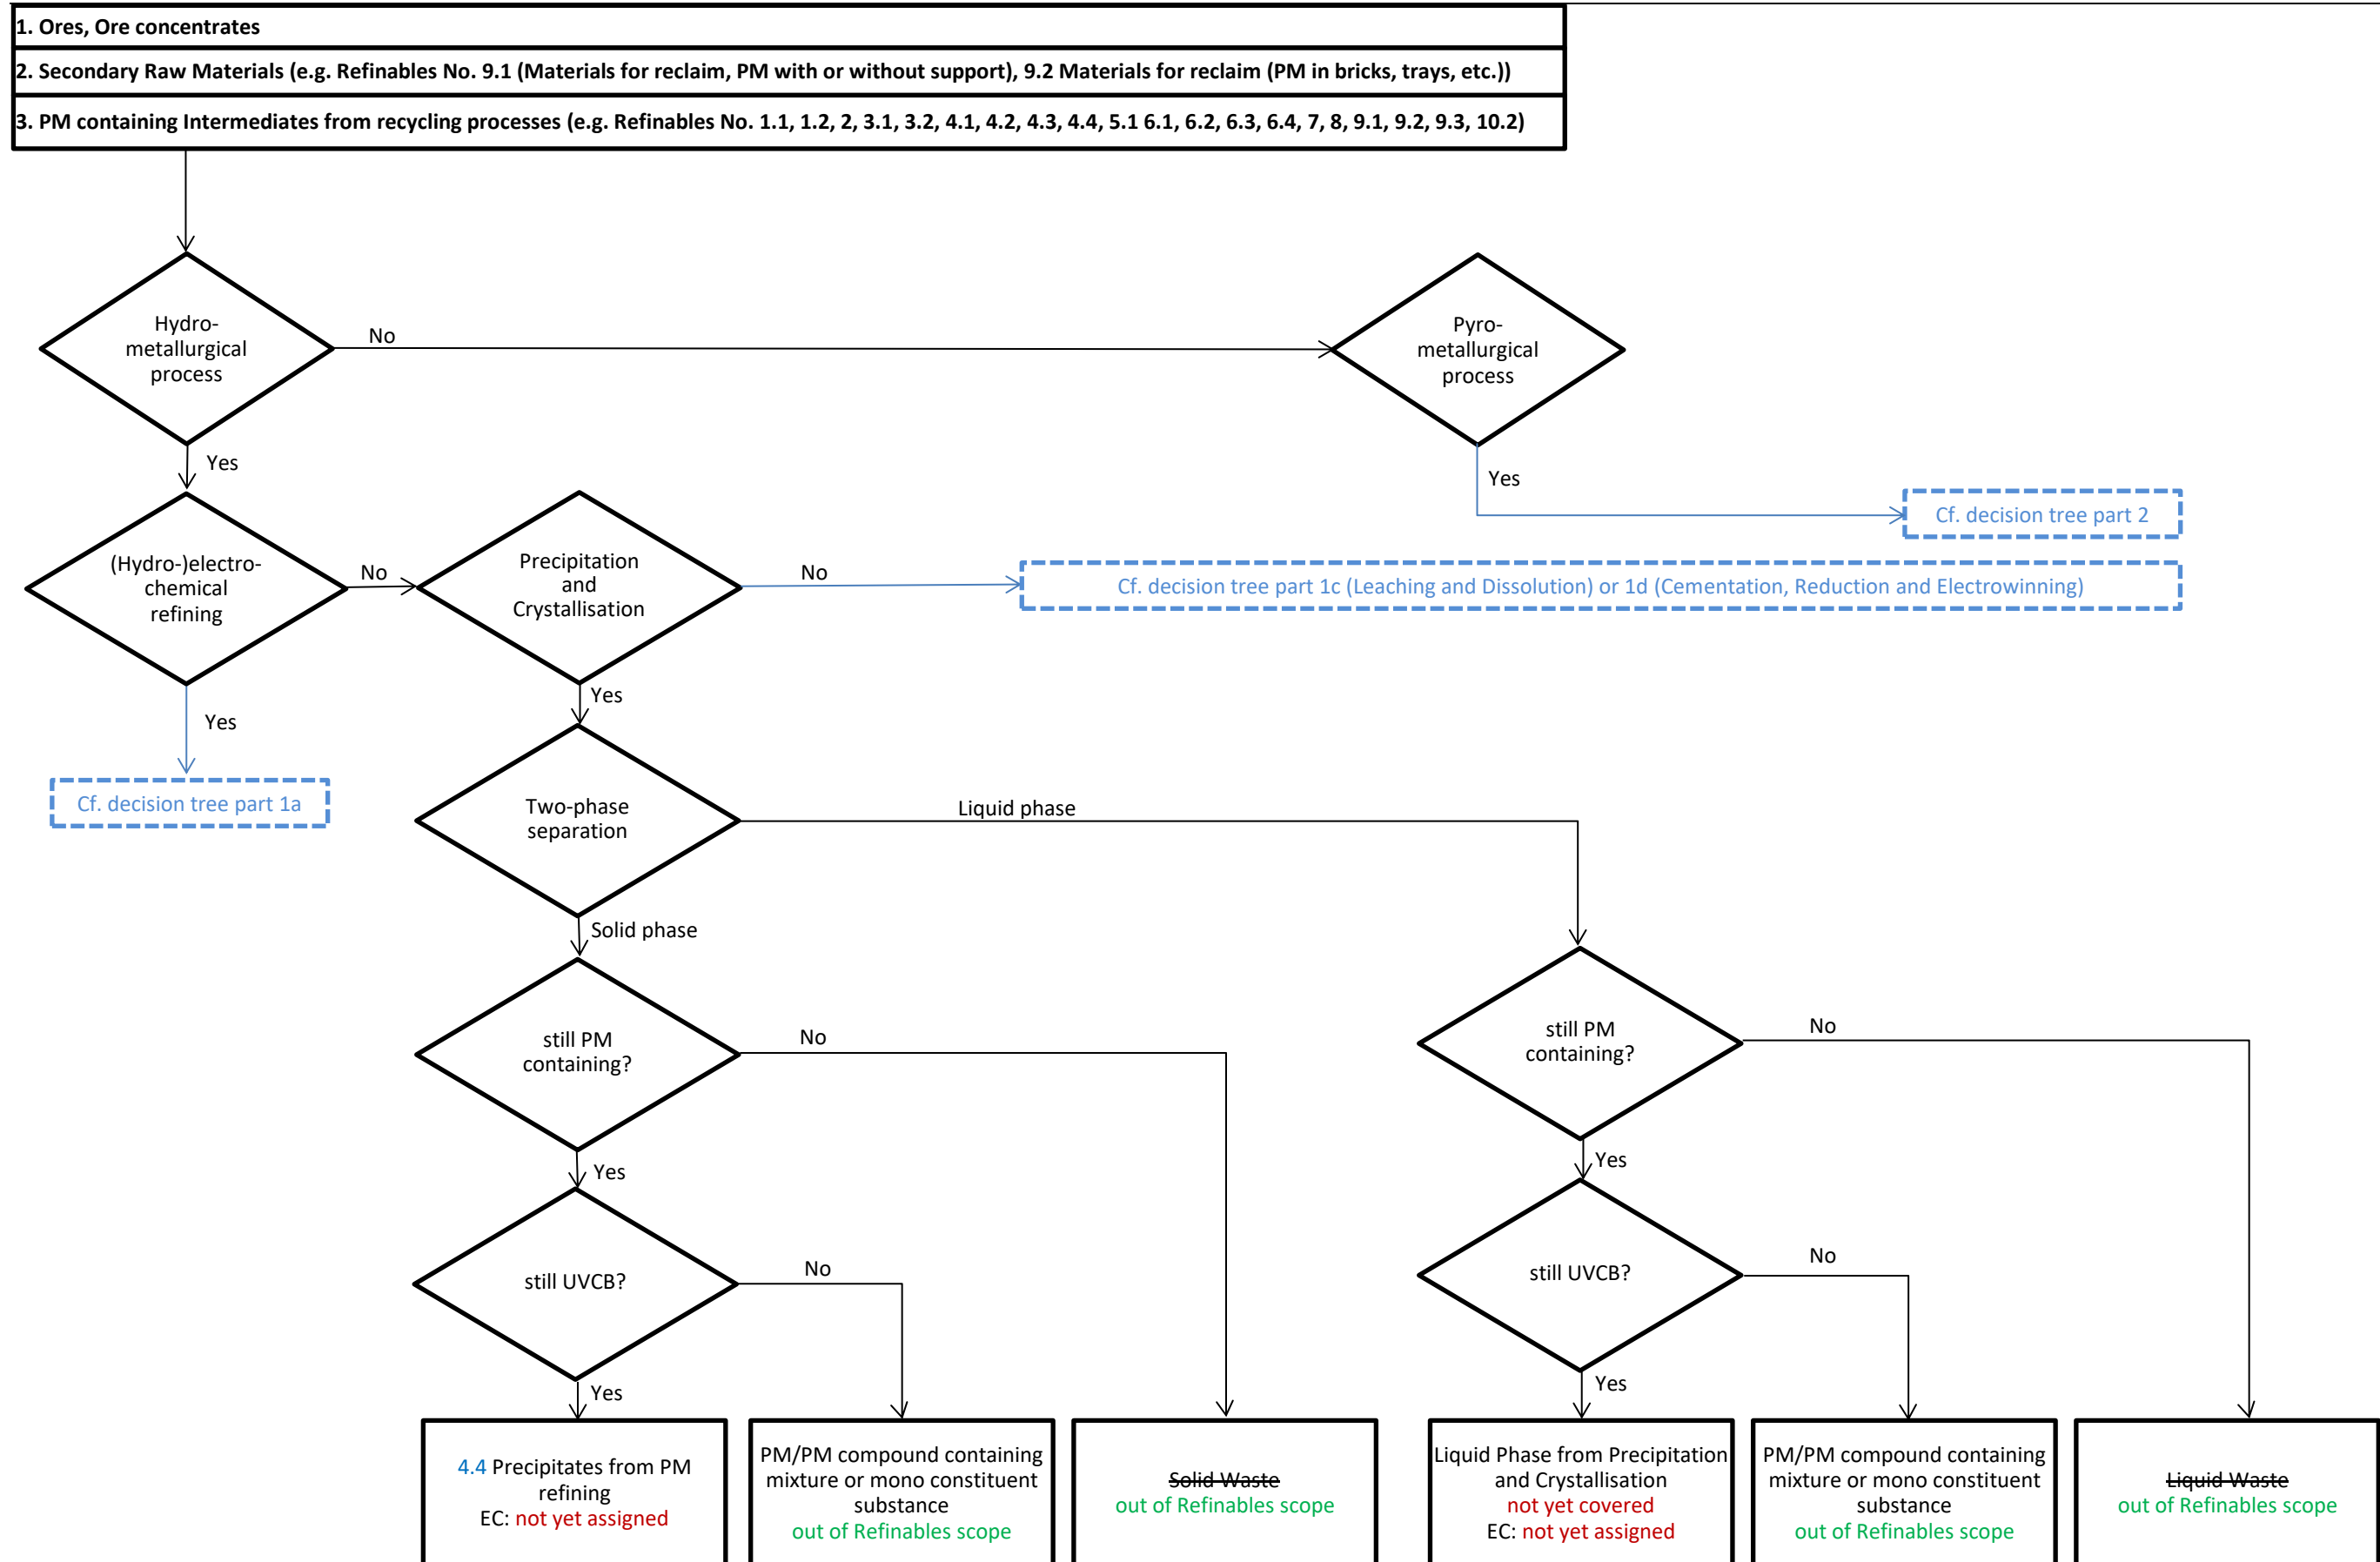 1. Ores, Ore concentrates
2. Secondary Raw Materials (e.g. Refinables No. 9.1 (Materials for reclaim, PM with or without support), 9.2 Materials for reclaim (PM in bricks, trays, etc.))
3. PM containing Intermediates from recycling processes (e.g. Refinables No. 1.1, 1.2, 2, 3.1, 3.2, 4.1, 4.2, 4.3, 4.4, 5.1 6.1, 6.2, 6.3, 6.4, 7, 8, 9.1, 9.2, 9.3, 10.2)
Hydro-
metallurgical
process
No
Pyro-
metallurgical
process
Yes
Yes
Cf. decision tree part 2
(Hydro-)electro-
chemical
refining
No
Precipitation
and
Crystallisation
No
Cf. decision tree part 1c (Leaching and Dissolution) or 1d (Cementation, Reduction and Electrowinning)
Yes
Yes
Cf. decision tree part 1a
Two-phase
separation
Liquid phase
Solid phase
still PM
containing?
No
still PM
containing?
No
Yes
Yes
still UVCB?
No
still UVCB?
No
Yes
Yes
4.4 Precipitates from PM
refining
EC: not yet assigned
PM/PM compound containing
mixture or mono constituent
substance
out of Refinables scope
Solid Waste
out of Refinables scope
Liquid Phase from Precipitation
and Crystallisation
not yet covered
EC: not yet assigned
PM/PM compound containing
mixture or mono constituent
substance
out of Refinables scope
Liquid Waste
out of Refinables scope